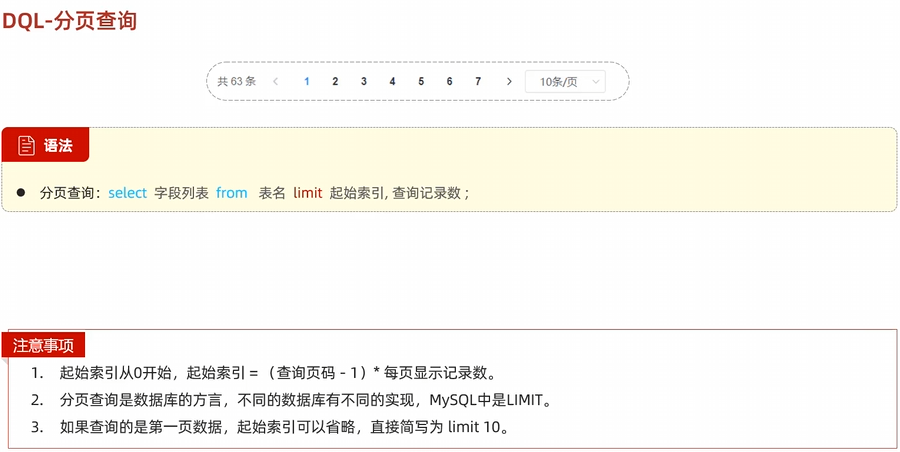 DQL-分页查询
共 63 条 < 1 2 3 4 5 6 7 > 10条/页
语法
● 分页查询：select 字段列表 from 表名 limit 起始索引, 查询记录数 ;
注意事项
1. 起始索引从0开始，起始索引 = （查询页码 - 1）* 每页显示记录数。
2. 分页查询是数据库的方言，不同的数据库有不同的实现，MySQL中是LIMIT。
3. 如果查询的是第一页数据，起始索引可以省略，直接简写为 limit 10。